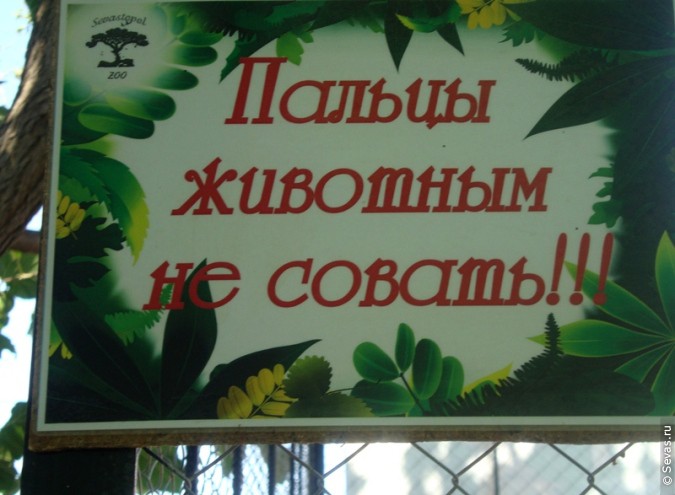 Sevastopol
ZOO
Пальцы
животным
не совать!!!
© Sevas.ru